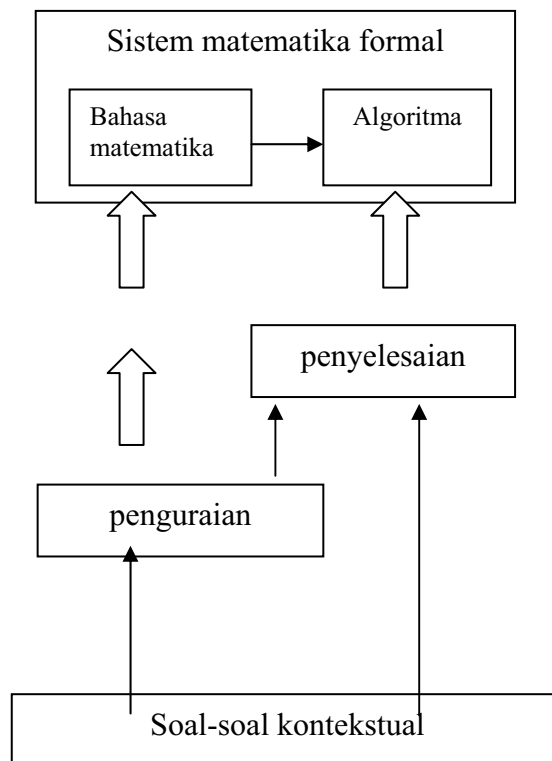 Sistem matematika formal
Bahasa
matematika
Algoritma
penyelesaian
penguraian
Soal-soal kontekstual